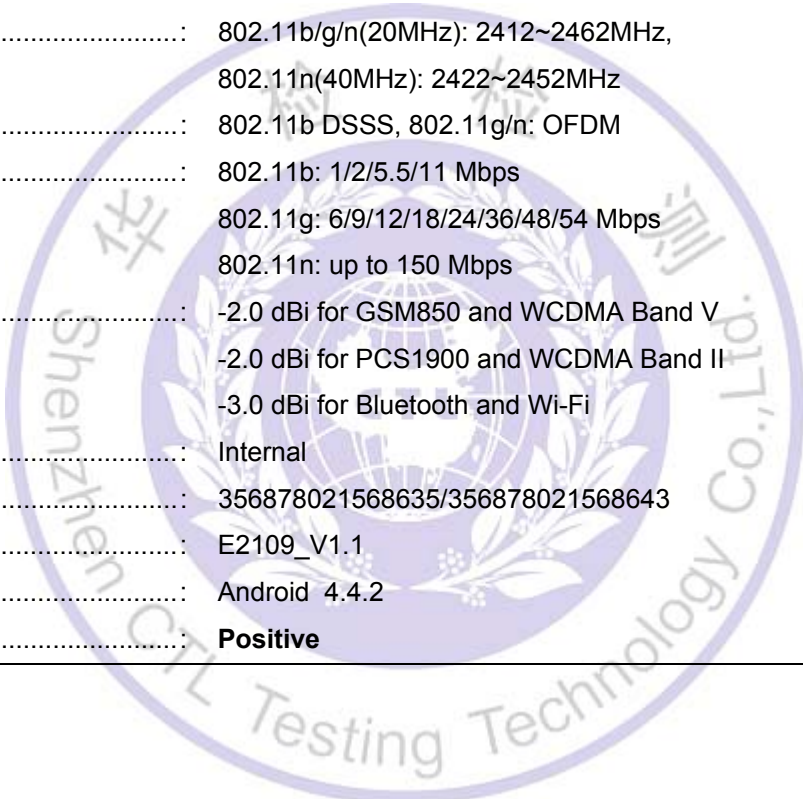 .......................: 802.11b/g/n(20MHz): 2412~2462MHz,
802.11n(40MHz): 2422~2452MHz
.......................: 802.11b DSSS, 802.11g/n: OFDM
.......................: 802.11b: 1/2/5.5/11 Mbps
802.11g: 6/9/12/18/24/36/48/54 Mbps
802.11n: up to 150 Mbps
.......................: -2.0 dBi for GSM850 and WCDMA Band V
-2.0 dBi for PCS1900 and WCDMA Band II
-3.0 dBi for Bluetooth and Wi-Fi
.......................: Internal
.......................: 356878021568635/356878021568643
.......................: E2109_V1.1
.......................: Android 4.4.2
.......................: Positive
华检检测
Shenzhen CTL Testing Technology Co.,Ltd.